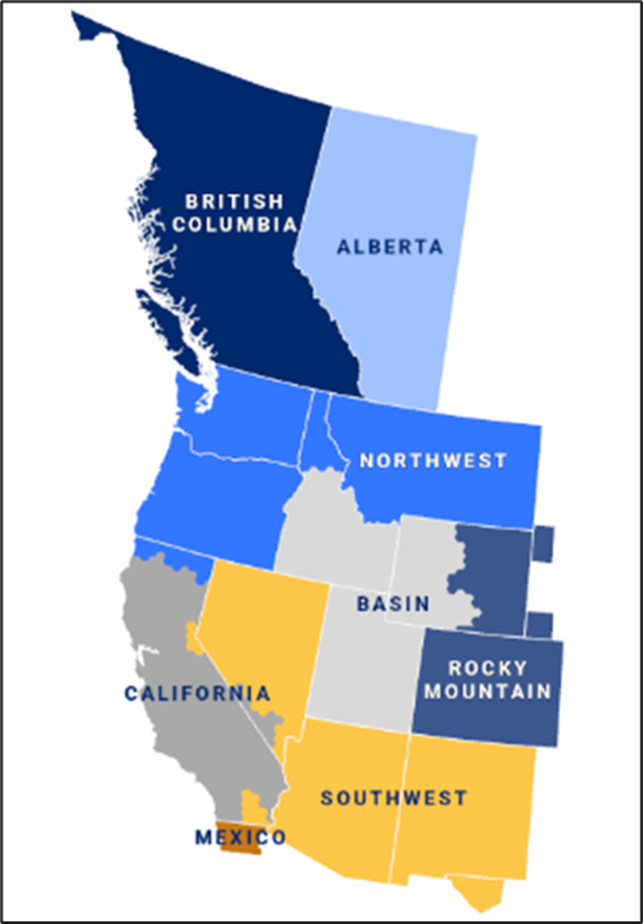 BRITISH
COLUMBIA
ALBERTA
NORTHWEST
BASIN
ROCKY
MOUNTAIN
CALIFORNIA
SOUTHWEST
MEXICO